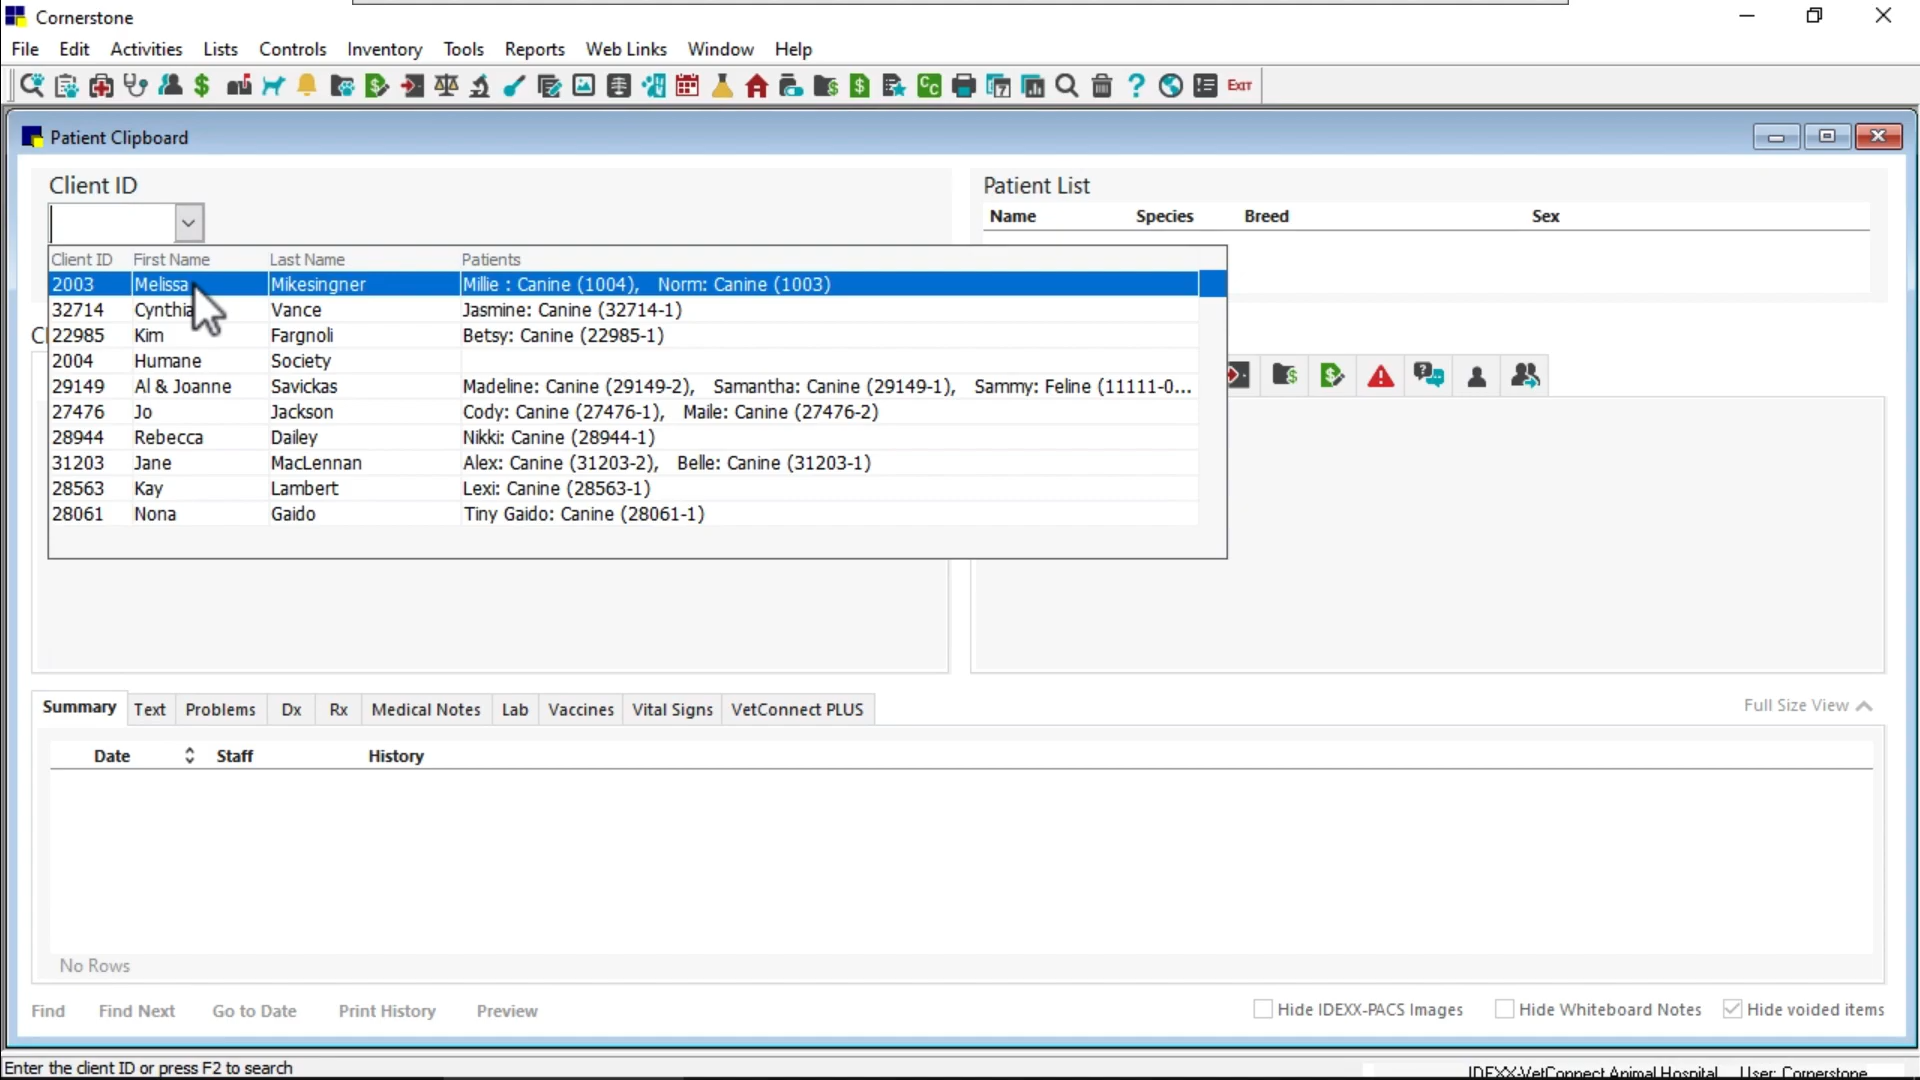 Cornerstone
File Edit Activities Lists Controls Inventory Tools Reports Web Links Window Help
? EXIT
Patient Clipboard
Client ID
Patient List
Name Species Breed Sex
Client ID First Name Last Name Patients
2003 Melissa Mikesingner Millie : Canine (1004), Norm: Canine (1003)
32714 Cynthia Vance Jasmine: Canine (32714-1)
22985 Kim Fargnoli Betsy: Canine (22985-1)
2004 Humane Society
29149 Al & Joanne Savickas Madeline: Canine (29149-2), Samantha: Canine (29149-1), Sammy: Feline (11111-0...
27476 Jo Jackson Cody: Canine (27476-1), Maile: Canine (27476-2)
28944 Rebecca Dailey Nikki: Canine (28944-1)
31203 Jane MacLennan Alex: Canine (31203-2), Belle: Canine (31203-1)
28563 Kay Lambert Lexi: Canine (28563-1)
28061 Nona Gaido Tiny Gaido: Canine (28061-1)
Summary Text Problems Dx Rx Medical Notes Lab Vaccines Vital Signs VetConnect PLUS
Full Size View
Date Staff History
No Rows
Find Find Next Go to Date Print History Preview
Hide IDEXX-PACS Images Hide Whiteboard Notes Hide voided items
Enter the client ID or press F2 to search
IDEXX-VetConnect Animal Hospital User: Cornerstone